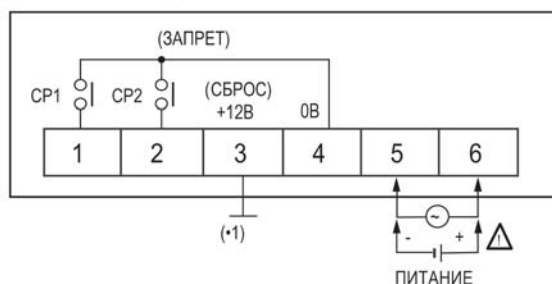 (ЗАПРЕТ)
СР1
СР2
(СБРОС)
+12В
0В
1 2 3 4 5 6
(•1)
~
- +
!
ПИТАНИЕ